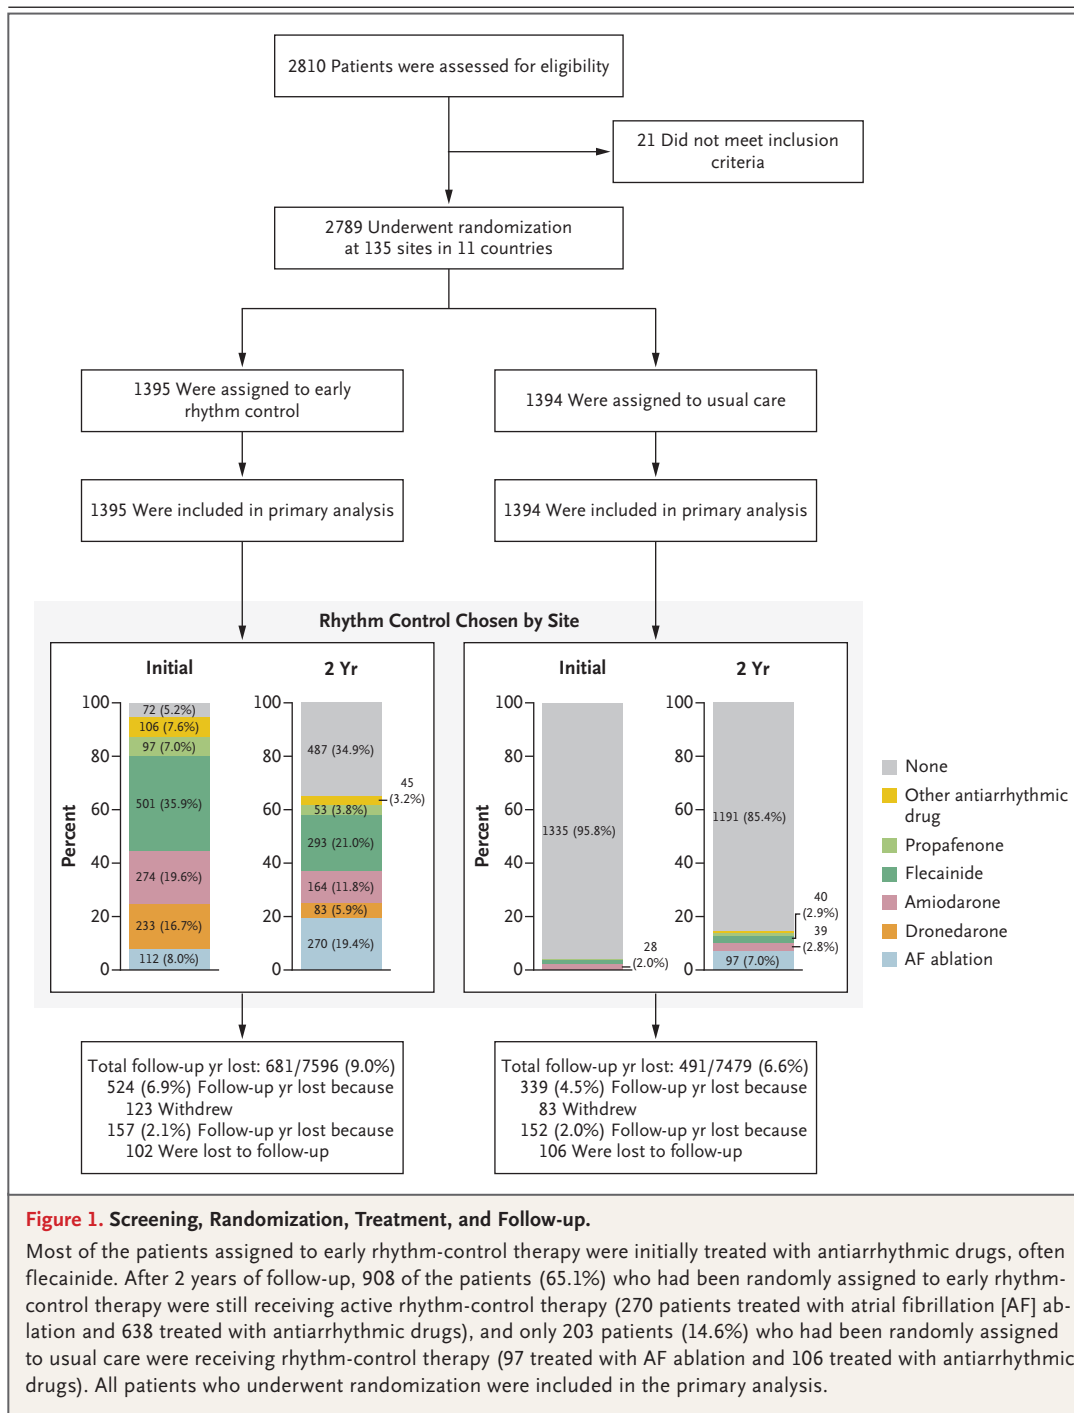 2810 Patients were assessed for eligibility
21 Did not meet inclusion
criteria
2789 Underwent randomization
at 135 sites in 11 countries
1395 Were assigned to early
rhythm control
1394 Were assigned to usual care
1395 Were included in primary analysis
1394 Were included in primary analysis
Rhythm Control Chosen by Site
Initial
2 Yr
Percent
100
80
60
40
20
0
72 (5.2%)
106 (7.6%)
97 (7.0%)
501 (35.9%)
274 (19.6%)
233 (16.7%)
112 (8.0%)
100
80
60
40
20
0
487 (34.9%)
45
(3.2%)
53 (3.8%)
293 (21.0%)
164 (11.8%)
83 (5.9%)
270 (19.4%)
Initial
2 Yr
Percent
100
80
60
40
20
0
1335 (95.8%)
28
(2.0%)
100
80
60
40
20
0
1191 (85.4%)
40
(2.9%)
39
(2.8%)
97 (7.0%)
None
Other antiarrhythmic
drug
Propafenone
Flecainide
Amiodarone
Dronedarone
AF ablation
Total follow-up yr lost: 681/7596 (9.0%)
524 (6.9%) Follow-up yr lost because
123 Withdrew
157 (2.1%) Follow-up yr lost because
102 Were lost to follow-up
Total follow-up yr lost: 491/7479 (6.6%)
339 (4.5%) Follow-up yr lost because
83 Withdrew
152 (2.0%) Follow-up yr lost because
106 Were lost to follow-up
Figure 1. Screening, Randomization, Treatment, and Follow-up.
Most of the patients assigned to early rhythm-control therapy were initially treated with antiarrhythmic drugs, often
flecainide. After 2 years of follow-up, 908 of the patients (65.1%) who had been randomly assigned to early rhythm-
control therapy were still receiving active rhythm-control therapy (270 patients treated with atrial fibrillation [AF] ab-
lation and 638 treated with antiarrhythmic drugs), and only 203 patients (14.6%) who had been randomly assigned
to usual care were receiving rhythm-control therapy (97 treated with AF ablation and 106 treated with antiarrhythmic
drugs). All patients who underwent randomization were included in the primary analysis.